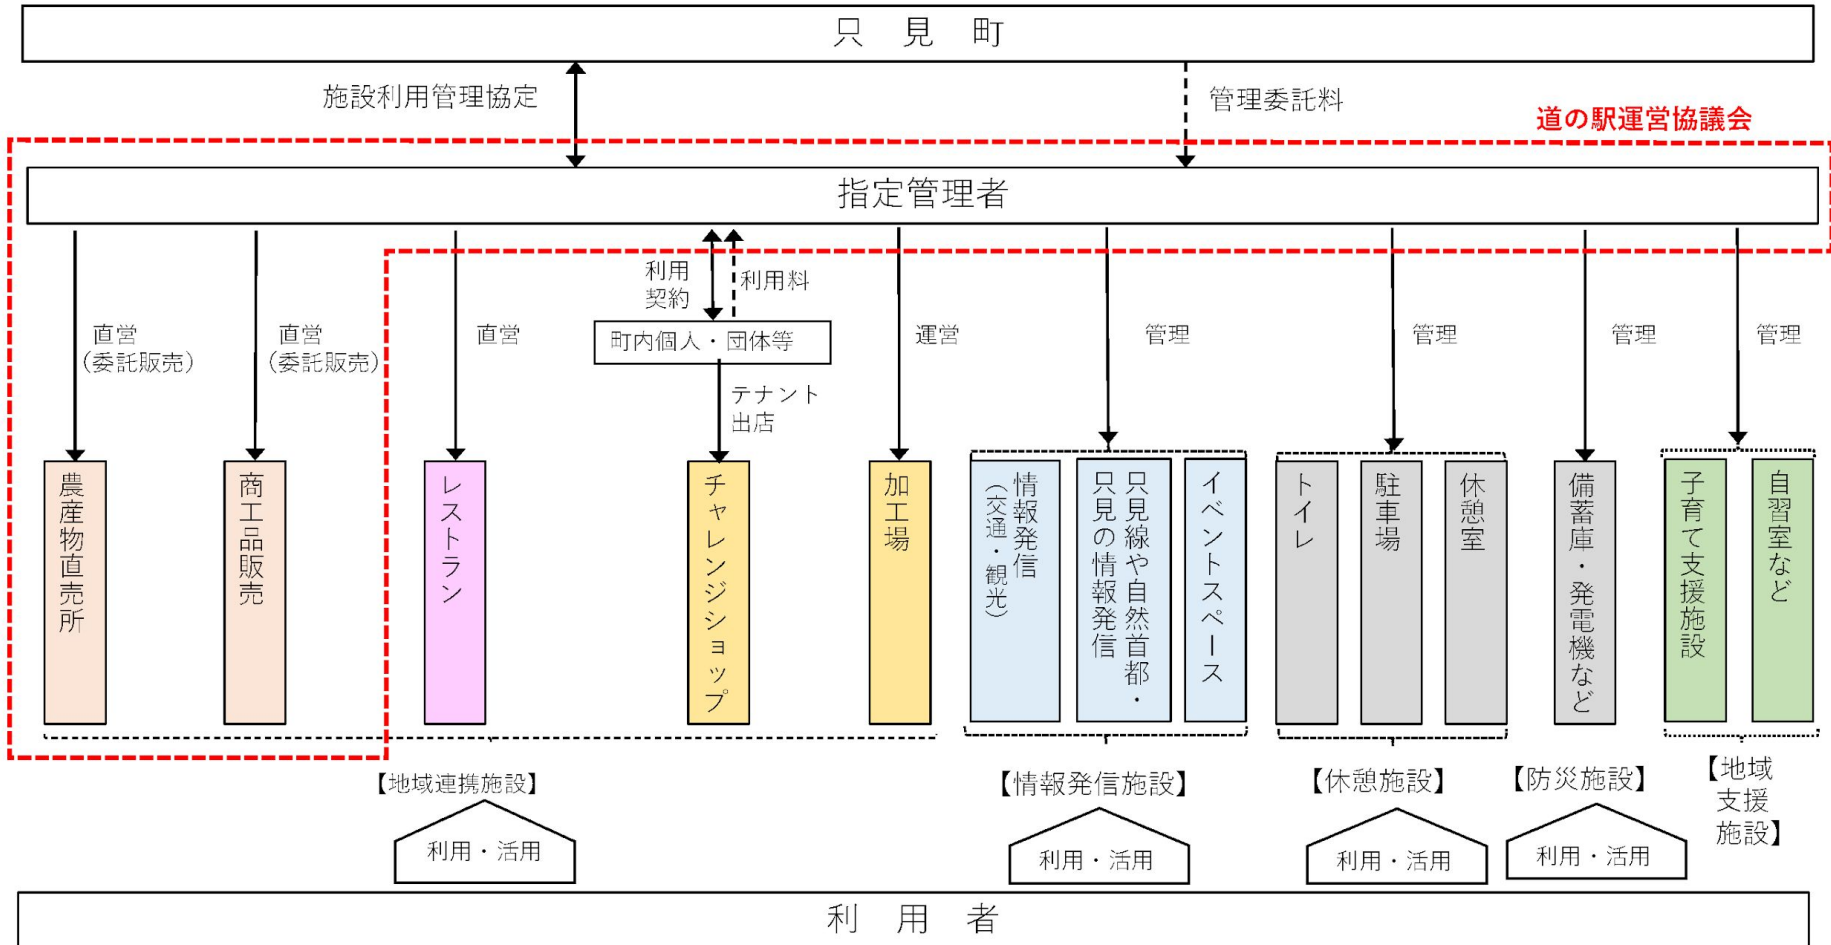 只見町
施設利用管理協定
管理委託料
道の駅運営協議会
指定管理者
直営
(委託販売)
直営
(委託販売)
直営
利用
契約
利用料
町内個人・団体等
テナント
出店
運営
管理
管理
管理
管理
農産物直売所
商工品販売
レストラン
チャレンジショップ
加工場
情報発信
(交通・観光)
只見線や自然首都・
只見の情報発信
イベントスペース
トイレ
駐車場
休憩室
備蓄庫・発電機など
子育て支援施設
自習室など
【地域連携施設】
【情報発信施設】
【休憩施設】
【防災施設】
【地域
支援
施設】
利用・活用
利用・活用
利用・活用
利用・活用
利用者